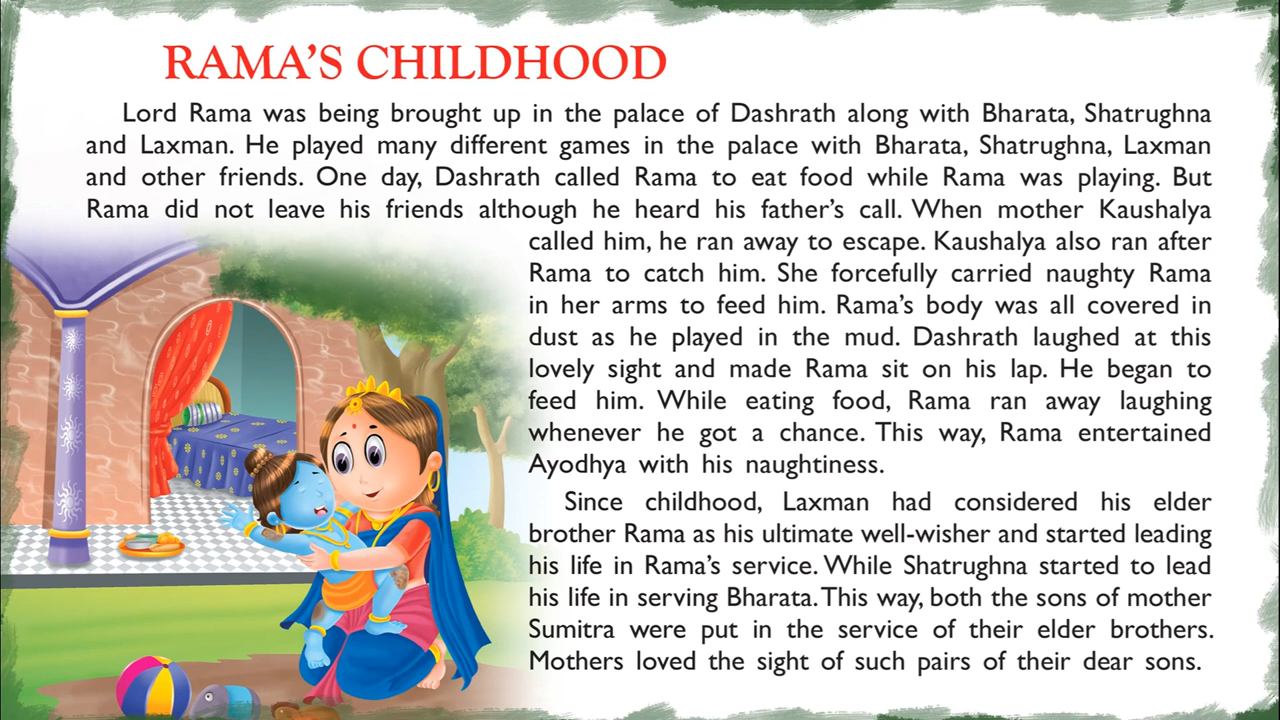 RAMA'S CHILDHOOD
Lord Rama was being brought up in the palace of Dashrath along with Bharata, Shatrughna
and Laxman. He played many different games in the palace with Bharata, Shatrughna, Laxman
and other friends. One day, Dashrath called Rama to eat food while Rama was playing. But
Rama did not leave his friends although he heard his father's call. When mother Kaushalya
called him, he ran away to escape. Kaushalya also ran after
Rama to catch him. She forcefully carried naughty Rama
in her arms to feed him. Rama's body was all covered in
dust as he played in the mud. Dashrath laughed at this
lovely sight and made Rama sit on his lap. He began to
feed him. While eating food, Rama ran away laughing
whenever he got a chance. This way, Rama entertained
Ayodhya with his naughtiness.
Since childhood, Laxman had considered his elder
brother Rama as his ultimate well-wisher and started leading
his life in Rama's service. While Shatrughna started to lead
his life in serving Bharata. This way, both the sons of mother
Sumitra were put in the service of their elder brothers.
Mothers loved the sight of such pairs of their dear sons.